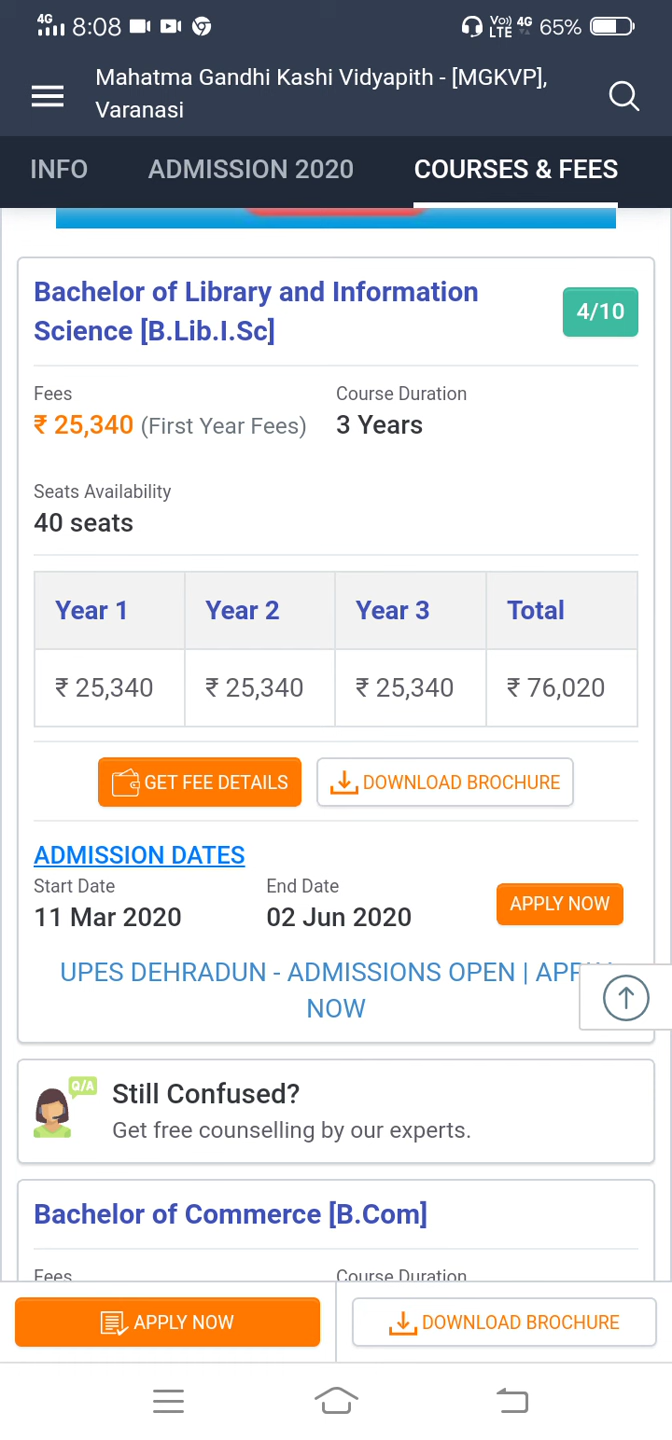 4G 8:08 Vo)) LTE 4G 65%
Mahatma Gandhi Kashi Vidyapith - [MGKVP],
Varanasi
INFO ADMISSION 2020 COURSES & FEES
Bachelor of Library and Information
Science [B.Lib.I.Sc]
4/10
Fees Course Duration
₹ 25,340 (First Year Fees) 3 Years
Seats Availability
40 seats
Year 1 Year 2 Year 3 Total
₹ 25,340 ₹ 25,340 ₹ 25,340 ₹ 76,020
GET FEE DETAILS DOWNLOAD BROCHURE
ADMISSION DATES
Start Date End Date
11 Mar 2020 02 Jun 2020 APPLY NOW
UPES DEHRADUN - ADMISSIONS OPEN |
NOW
Q/A
Still Confused?
Get free counselling by our experts.
Bachelor of Commerce [B.Com]
Fees Course Duration
APPLY NOW DOWNLOAD BROCHURE